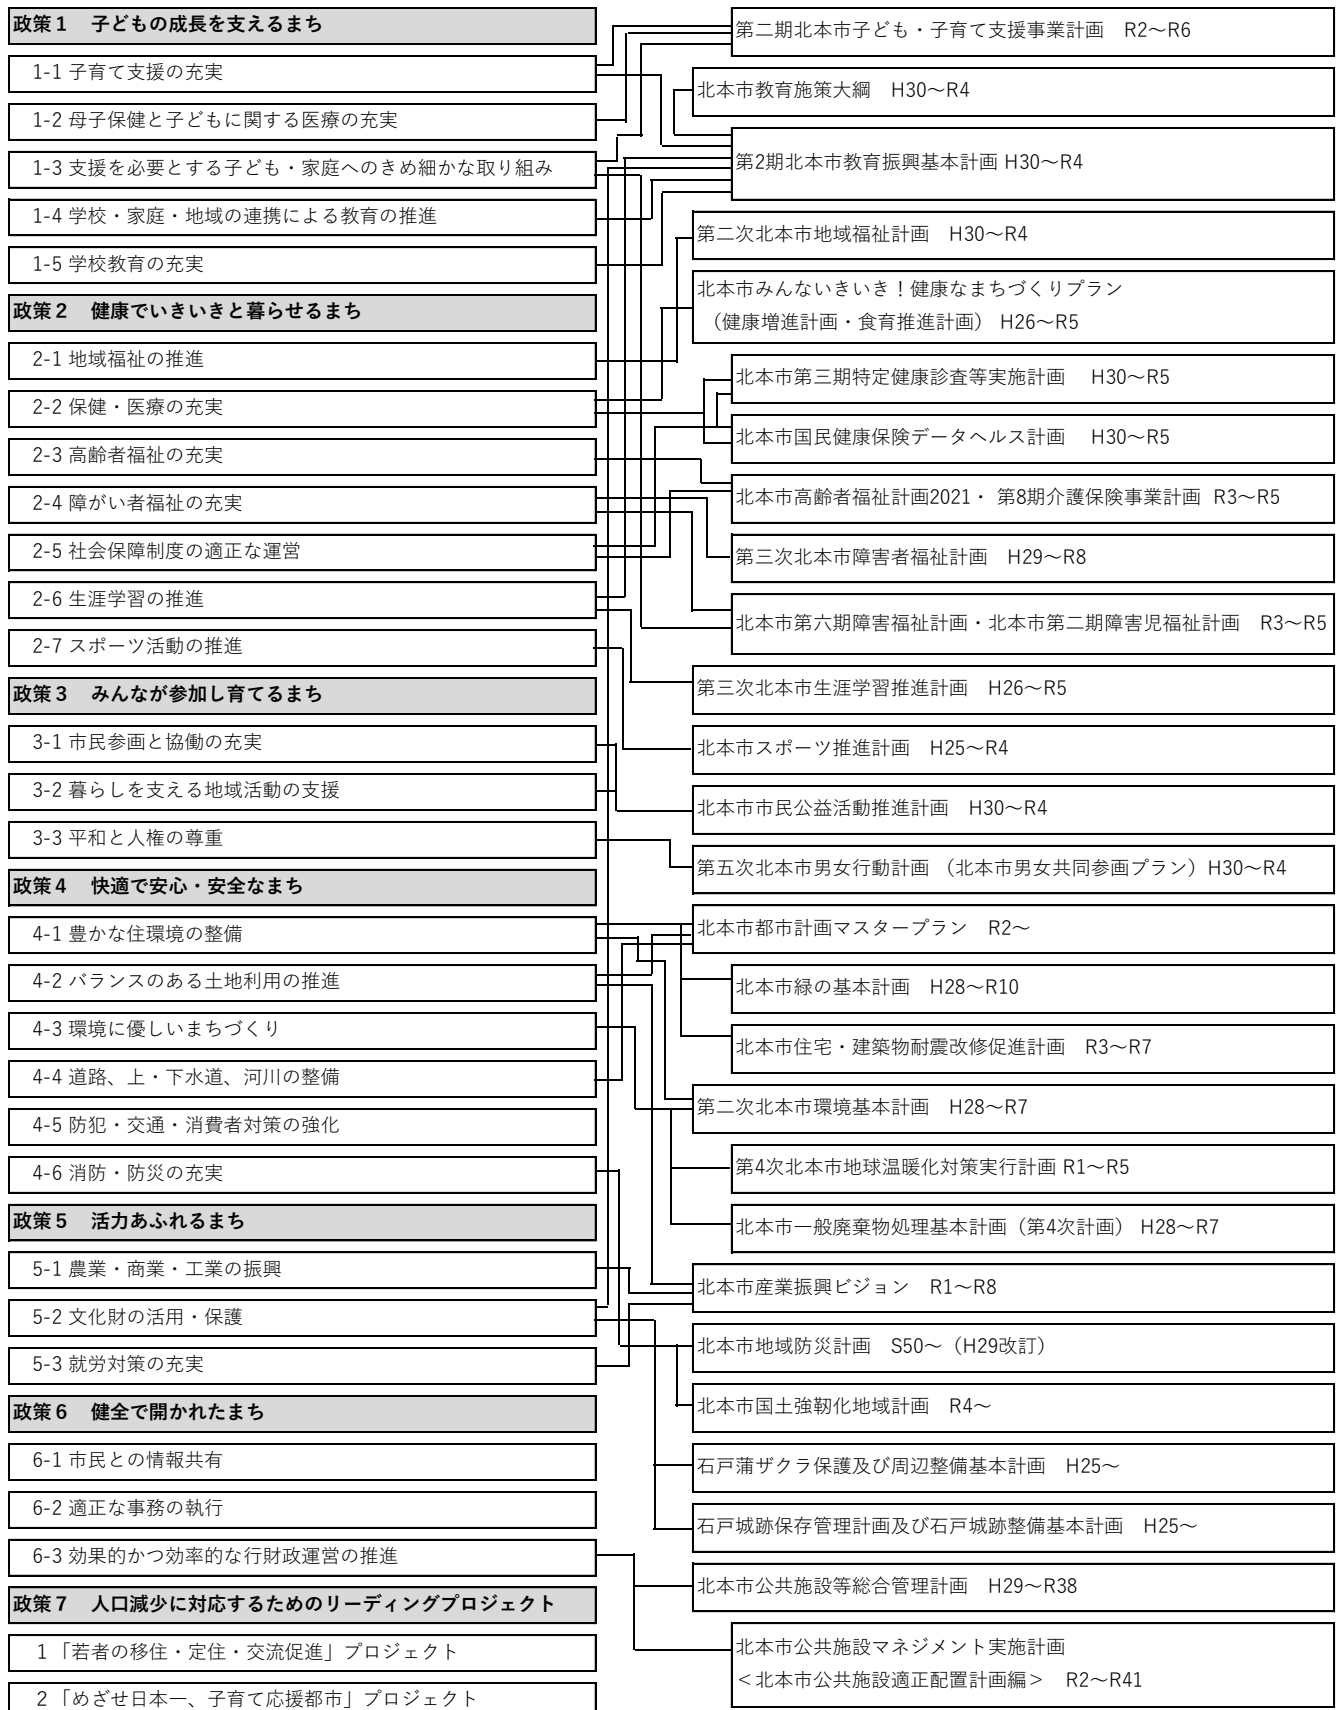 政策１　子どもの成長を支えるまち
1-1 子育て支援の充実
1-2 母子保健と子どもに関する医療の充実
1-3 支援を必要とする子ども・家庭へのきめ細かな取り組み
1-4 学校・家庭・地域の連携による教育の推進
1-5 学校教育の充実
政策２　健康でいきいきと暮らせるまち
2-1 地域福祉の推進
2-2 保健・医療の充実
2-3 高齢者福祉の充実
2-4 障がい者福祉の充実
2-5 社会保障制度の適正な運営
2-6 生涯学習の推進
2-7 スポーツ活動の推進
政策３　みんなが参加し育てるまち
3-1 市民参画と協働の充実
3-2 暮らしを支える地域活動の支援
3-3 平和と人権の尊重
政策４　快適で安心・安全なまち
4-1 豊かな住環境の整備
4-2 バランスのある土地利用の推進
4-3 環境に優しいまちづくり
4-4 道路、上・下水道、河川の整備
4-5 防犯・交通・消費者対策の強化
4-6 消防・防災の充実
政策５　活力あふれるまち
5-1 農業・商業・工業の振興
5-2 文化財の活用・保護
5-3 就労対策の充実
政策６　健全で開かれたまち
6-1 市民との情報共有
6-2 適正な事務の執行
6-3 効果的かつ効率的な行財政運営の推進
政策７　人口減少に対応するためのリーディングプロジェクト
1 「若者の移住・定住・交流促進」プロジェクト
2 「めざせ日本一、子育て応援都市」プロジェクト
第二期北本市子ども・子育て支援事業計画　R2～R6
北本市教育施策大綱　H30～R4
第2期北本市教育振興基本計画 H30～R4
第二次北本市地域福祉計画　H30～R4
北本市みんないきいき！健康なまちづくりプラン
（健康増進計画・食育推進計画） H26～R5
北本市第三期特定健康診査等実施計画　H30～R5
北本市国民健康保険データヘルス計画　H30～R5
北本市高齢者福祉計画2021・ 第8期介護保険事業計画 R3～R5
第三次北本市障害者福祉計画　H29～R8
北本市第六期障害福祉計画・北本市第二期障害児福祉計画　R3～R5
第三次北本市生涯学習推進計画　H26～R5
北本市スポーツ推進計画　H25～R4
北本市市民公益活動推進計画　H30～R4
第五次北本市男女行動計画 （北本市男女共同参画プラン）H30～R4
北本市都市計画マスタープラン　R2～
北本市緑の基本計画　H28～R10
北本市住宅・建築物耐震改修促進計画　R3～R7
第二次北本市環境基本計画　H28～R7
第4次北本市地球温暖化対策実行計画 R1～R5
北本市一般廃棄物処理基本計画（第4次計画） H28～R7
北本市産業振興ビジョン　R1～R8
北本市地域防災計画　S50～（H29改訂）
北本市国土強靭化地域計画　R4～
石戸蒲ザクラ保護及び周辺整備基本計画　H25～
石戸城跡保存管理計画及び石戸城跡整備基本計画　H25～
北本市公共施設等総合管理計画　H29～R38
北本市公共施設マネジメント実施計画
＜北本市公共施設適正配置計画編＞　R2～R41